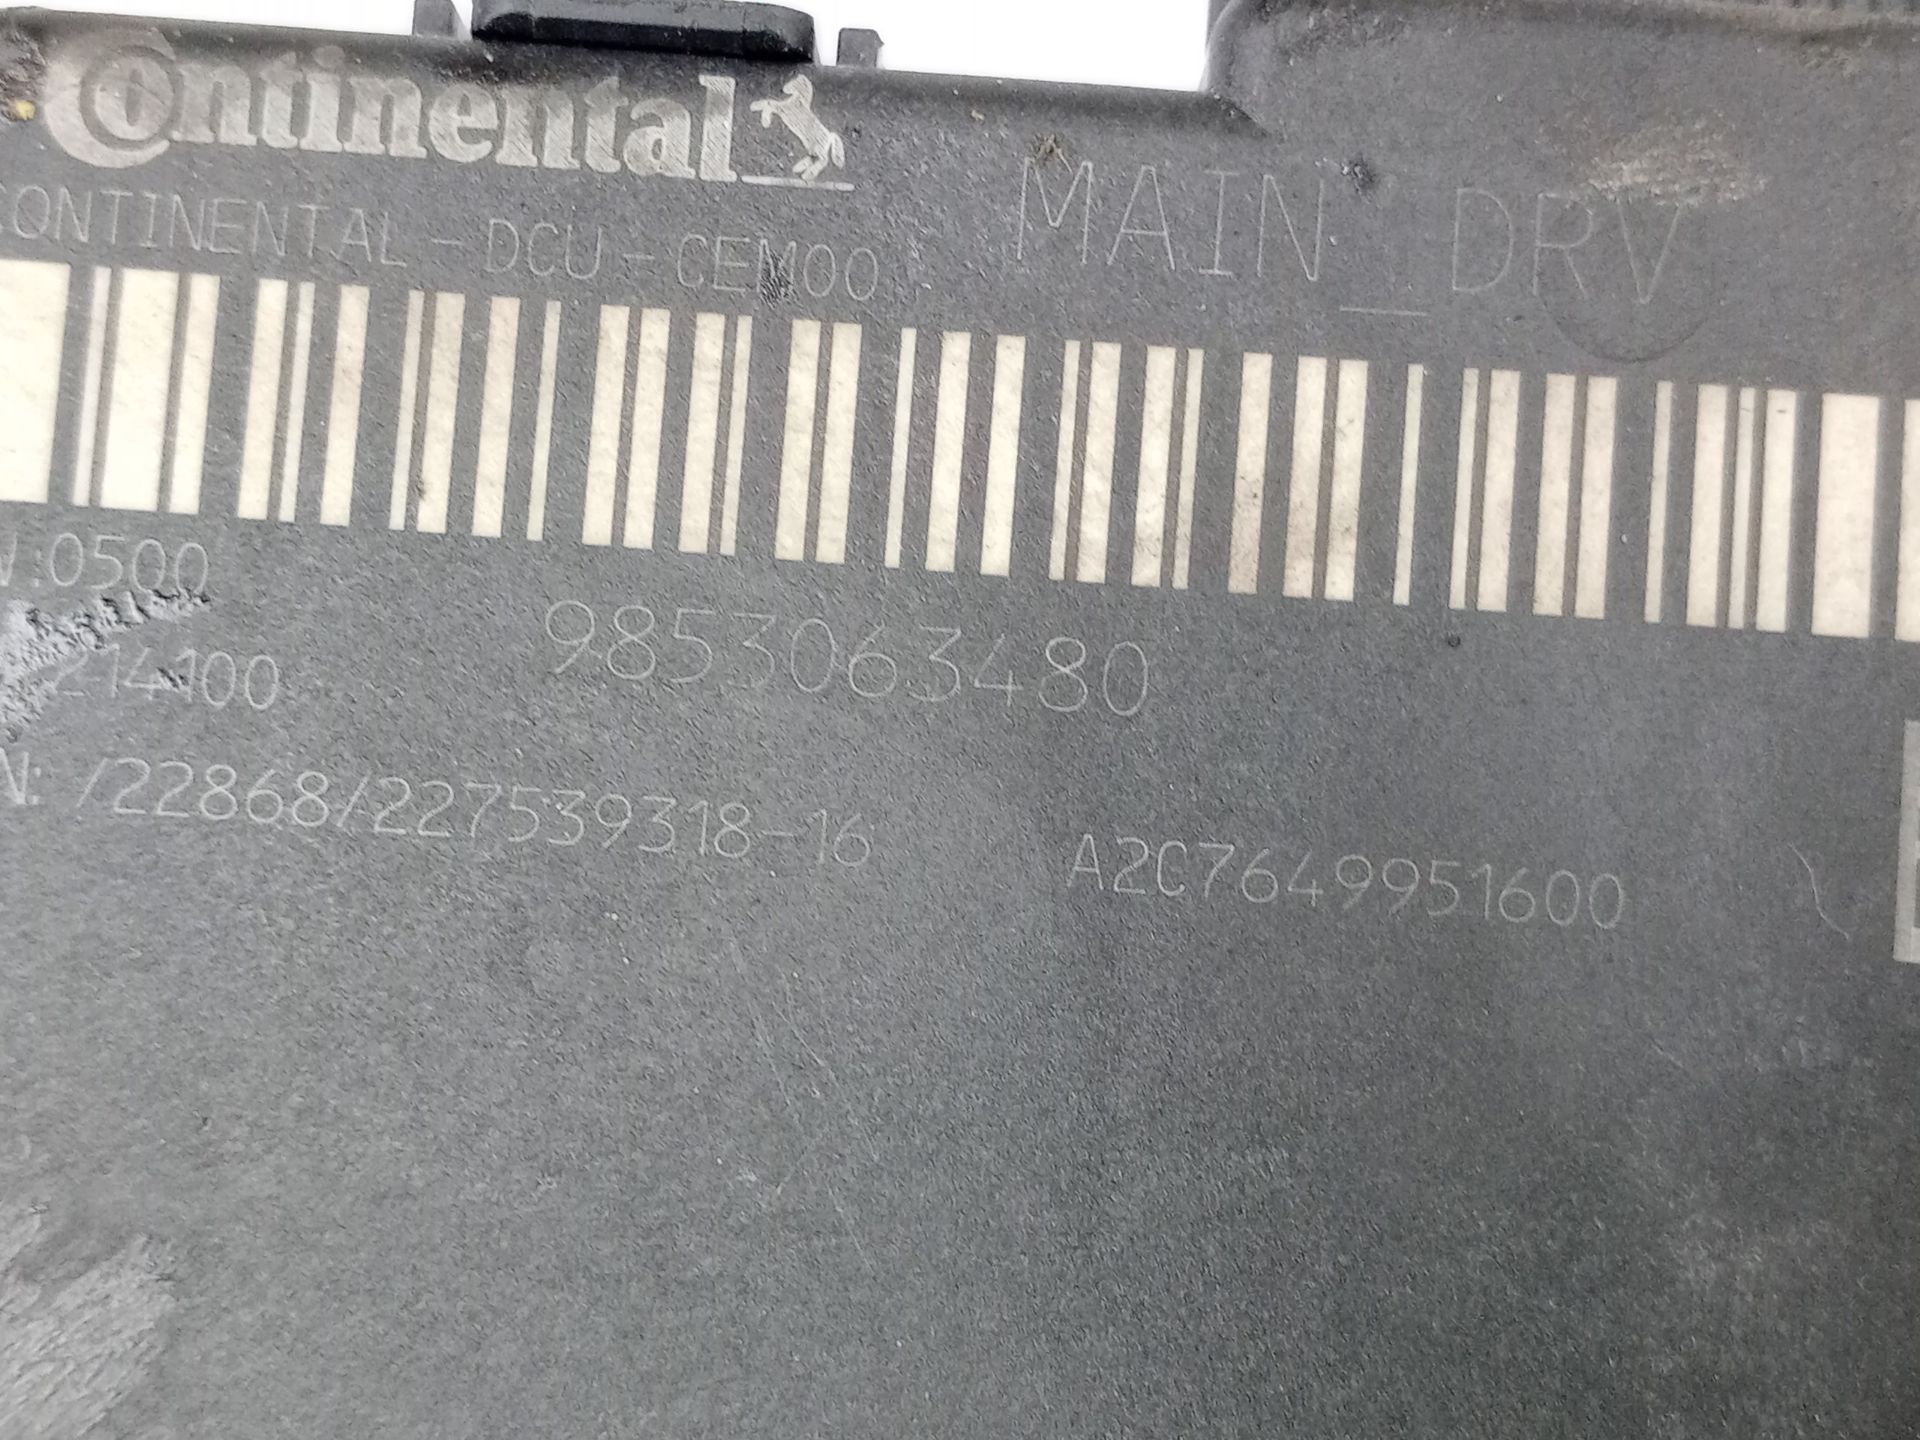 Continental
CONTINENTAL-DCU-CEM00 MAIN_DRV
:0500
9853063480
214100
N: /22868/227539318-16 A2C7649951600